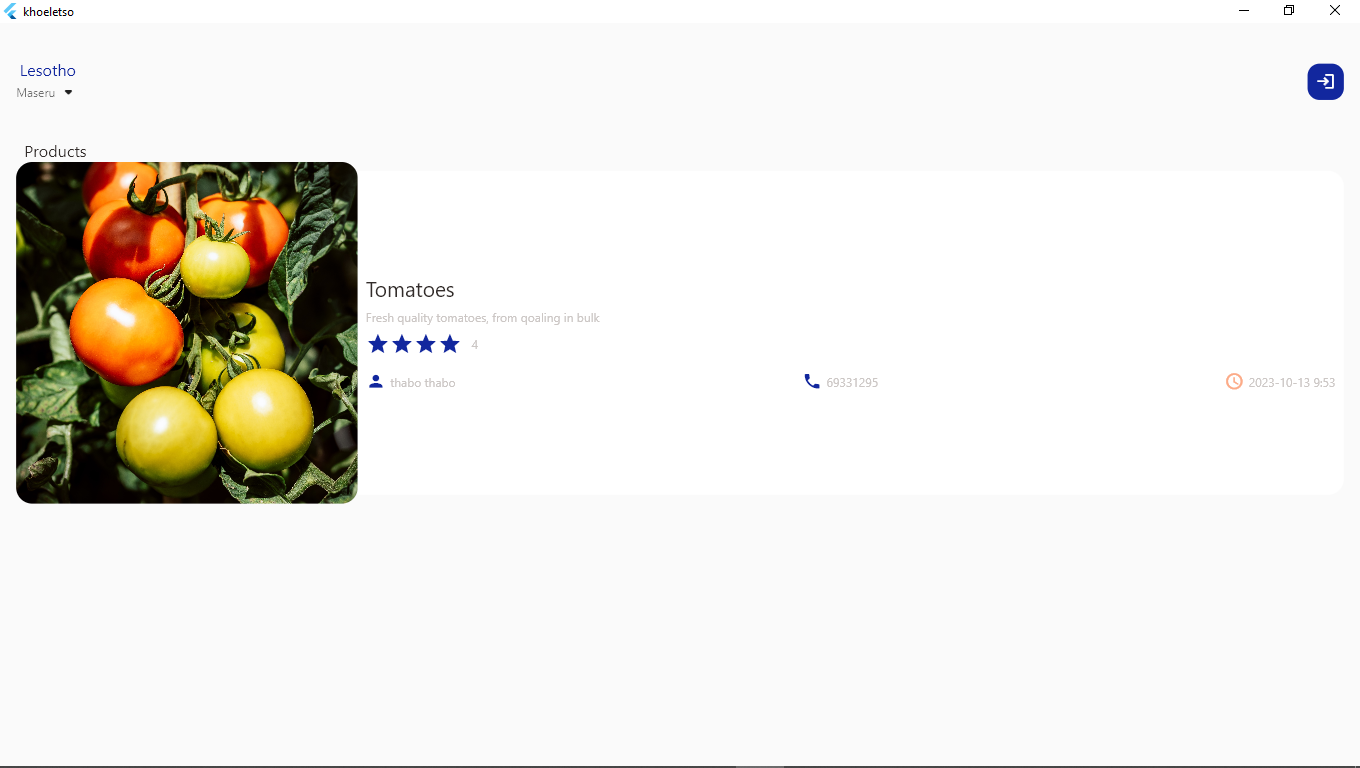 khoeletso
Lesotho
Maseru
Products
Tomatoes
Fresh quality tomatoes, from qoaling in bulk
4
thabo thabo
69331295
2023-10-13 9:53